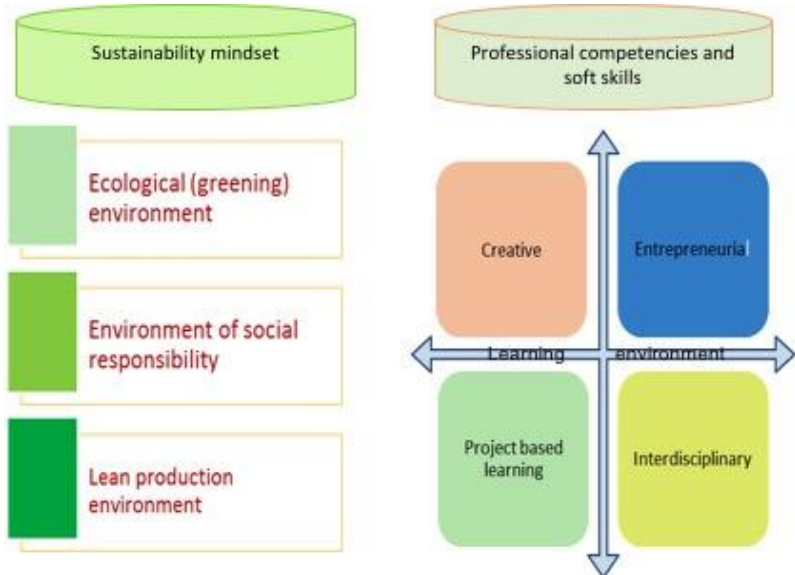 Sustainability mindset
Ecological (greening)
environment
Environment of social
responsibility
Lean production
environment
Professional competencies and
soft skills
Creative
Entrepreneurial
Learning environment
Project based
learning
Interdisciplinary